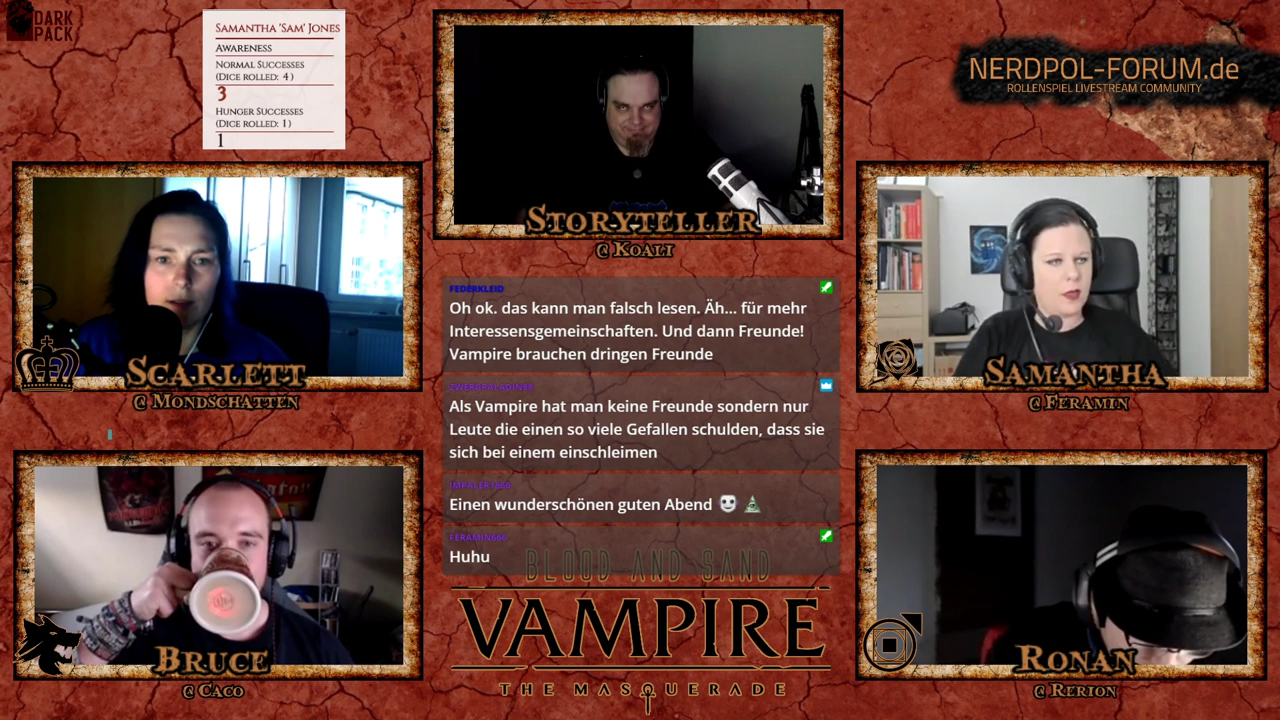 DARK
PACK
Samantha 'Sam' Jones
Awareness
Normal Successes
(Dice rolled: 4)
3
Hunger Successes
(Dice rolled: 1)
1
NERDPOL-FORUM.de
ROLLENSPIEL LIVESTREAM COMMUNITY
Storyteller
@ Koali
Scarlett
@ Mondschatten
Samantha
@ Feramin
FEDERKLEID
Oh ok. das kann man falsch lesen. Äh... für mehr
Interessensgemeinschaften. Und dann Freunde!
Vampire brauchen dringen Freunde
Als Vampire hat man keine Freunde sondern nur
Leute die einen so viele Gefallen schulden, dass sie
sich bei einem einschleimen
Einen wunderschönen guten Abend
FERAMIN666
Huhu
BLOOD AND SAND
VAMPIRE
THE MASQUERADE
Bruce
@ Caco
Ronan
@ Rerion